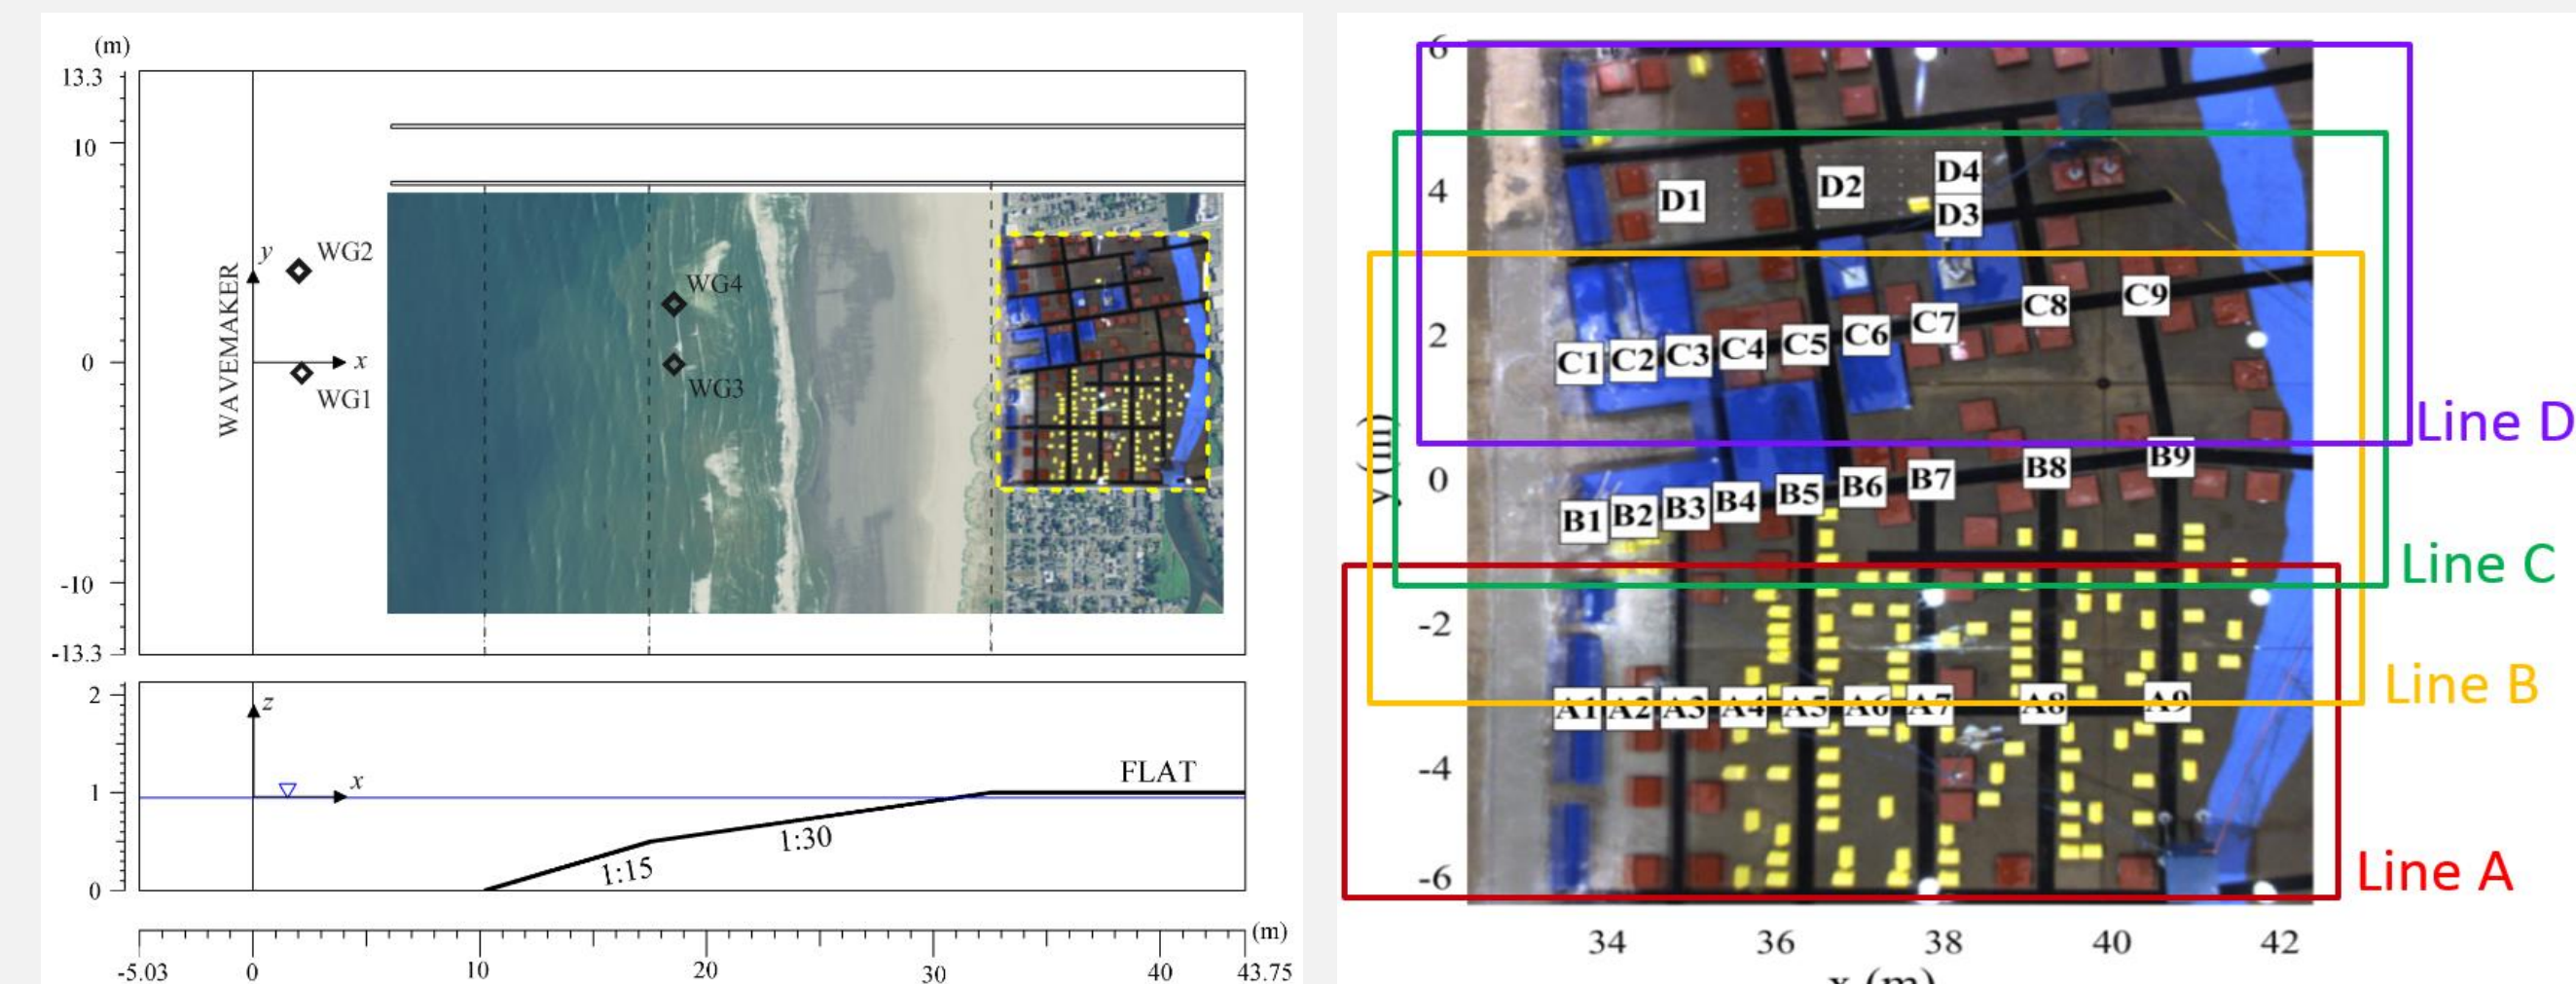 (m)
13.3
10
0
-10
-13.3
WAVEMAKER
y
x
WG2
WG1
WG4
WG3
2
1
0
z
x
FLAT
1:15
1:30
(m)
-5.03
0
10
20
30
40
43.75
6
4
2
0
-2
-4
-6
y (m)
D1
D2
D4
D3
C1
C2
C3
C4
C5
C6
C7
C8
C9
B1
B2
B3
B4
B5
B6
B7
B8
B9
A1
A2
A3
A4
A5
A6
A7
A8
A9
Line D
Line C
Line B
Line A
34
36
38
40
42
x (m)